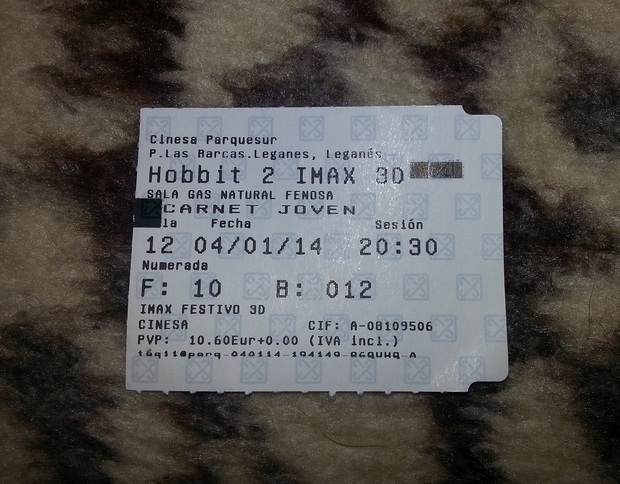 Cinesa Parquesur
P.Las Barcas.Leganes, Leganés
Hobbit 2 IMAX 3D
SALA GAS NATURAL FENOSA
CARNET JOVEN
la Fecha Sesión
12 04/01/14 20:30
Numerada
F: 10 B: 012
IMAX FESTIVO 3D
CINESA CIF: A-08109506
PVP: 10.60Eur+0.00 (IVA incl.)